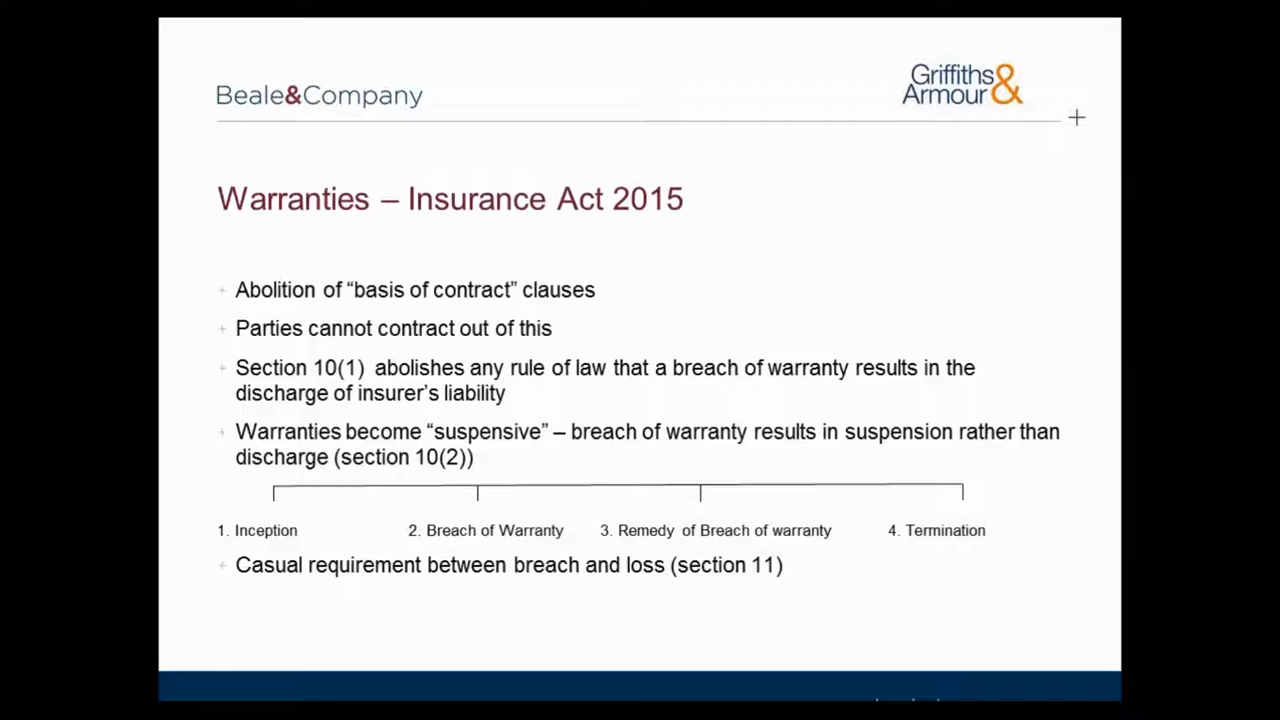 Beale&Company
Griffiths&
Armour
Warranties – Insurance Act 2015
Abolition of “basis of contract” clauses
Parties cannot contract out of this
Section 10(1) abolishes any rule of law that a breach of warranty results in the
discharge of insurer’s liability
Warranties become “suspensive” – breach of warranty results in suspension rather than
discharge (section 10(2))
1. Inception 2. Breach of Warranty 3. Remedy of Breach of warranty 4. Termination
Casual requirement between breach and loss (section 11)